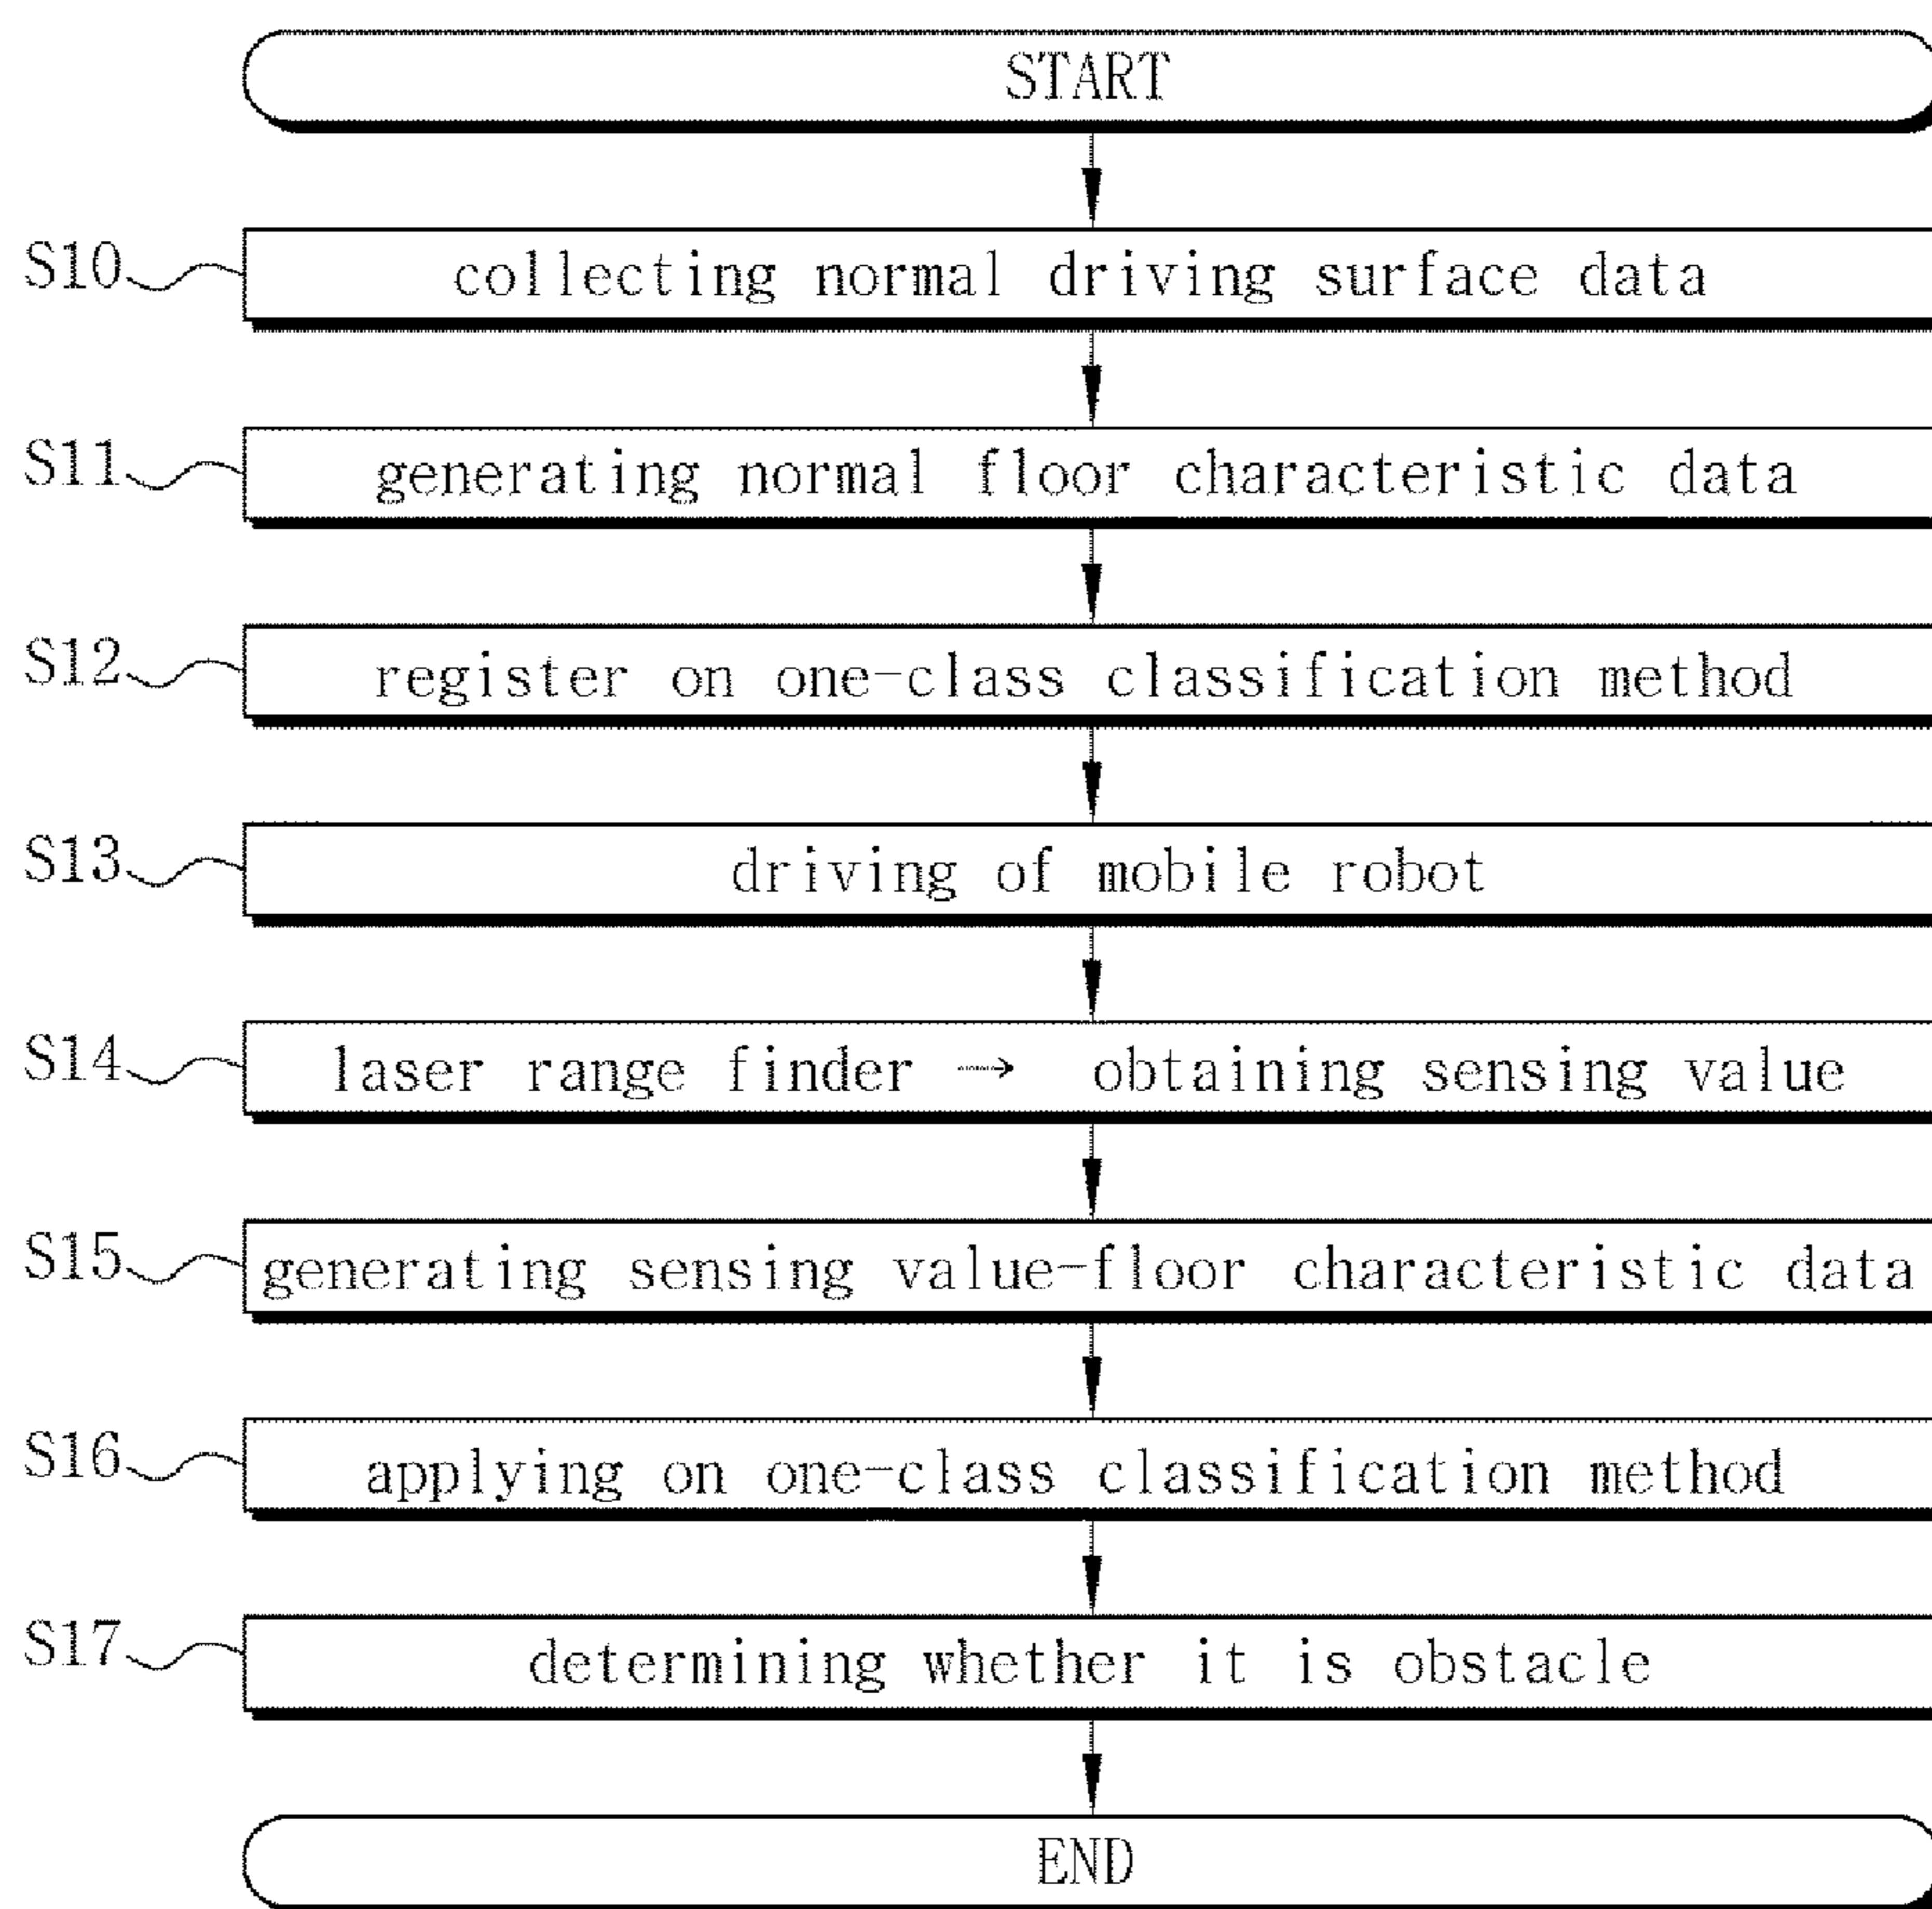 START
S10 collecting normal driving surface data
S11 generating normal floor characteristic data
S12 register on one-class classification method
S13 driving of mobile robot
S14 laser range finder → obtaining sensing value
S15 generating sensing value-floor characteristic data
S16 applying on one-class classification method
S17 determining whether it is obstacle
END